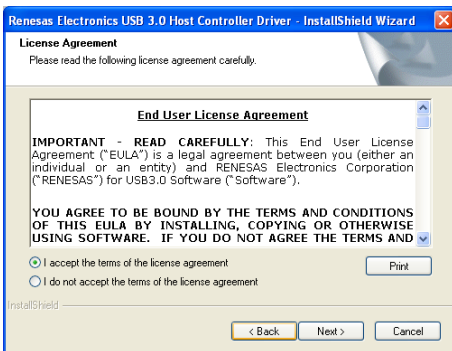 Renesas Electronics USB 3.0 Host Controller Driver - InstallShield Wizard
License Agreement
Please read the following license agreement carefully.
End User License Agreement
IMPORTANT - READ CAREFULLY: This End User License
Agreement ("EULA") is a legal agreement between you (either an
individual or an entity) and RENESAS Electronics Corporation
("RENESAS") for USB3.0 Software ("Software").
YOU AGREE TO BE BOUND BY THE TERMS AND CONDITIONS
OF THIS EULA BY INSTALLING, COPYING OR OTHERWISE
USING SOFTWARE. IF YOU DO NOT AGREE THE TERMS AND
I accept the terms of the license agreement
Print
I do not accept the terms of the license agreement
InstallShield
< Back
Next >
Cancel